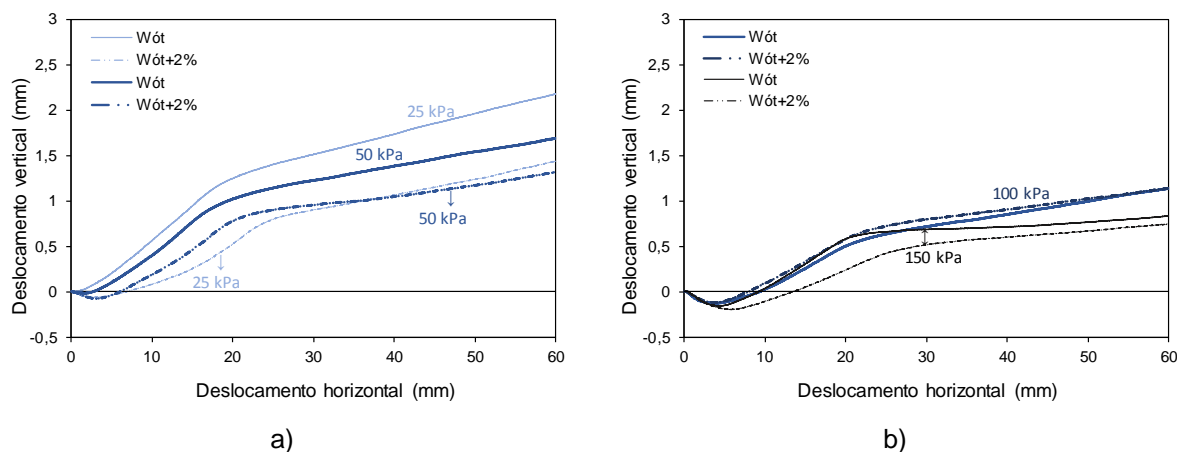 3
2,5
2
1,5
1
0,5
0
-0,5
Deslocamento vertical (mm)
Wót
Wót+2%
Wót
Wót+2%
25 kPa
50 kPa
50 kPa
25 kPa
0 10 20 30 40 50 60
Deslocamento horizontal (mm)
a)
3
2,5
2
1,5
1
0,5
0
-0,5
Deslocamento vertical (mm)
Wót
Wót+2%
Wót
Wót+2%
100 kPa
150 kPa
0 10 20 30 40 50 60
Deslocamento horizontal (mm)
b)